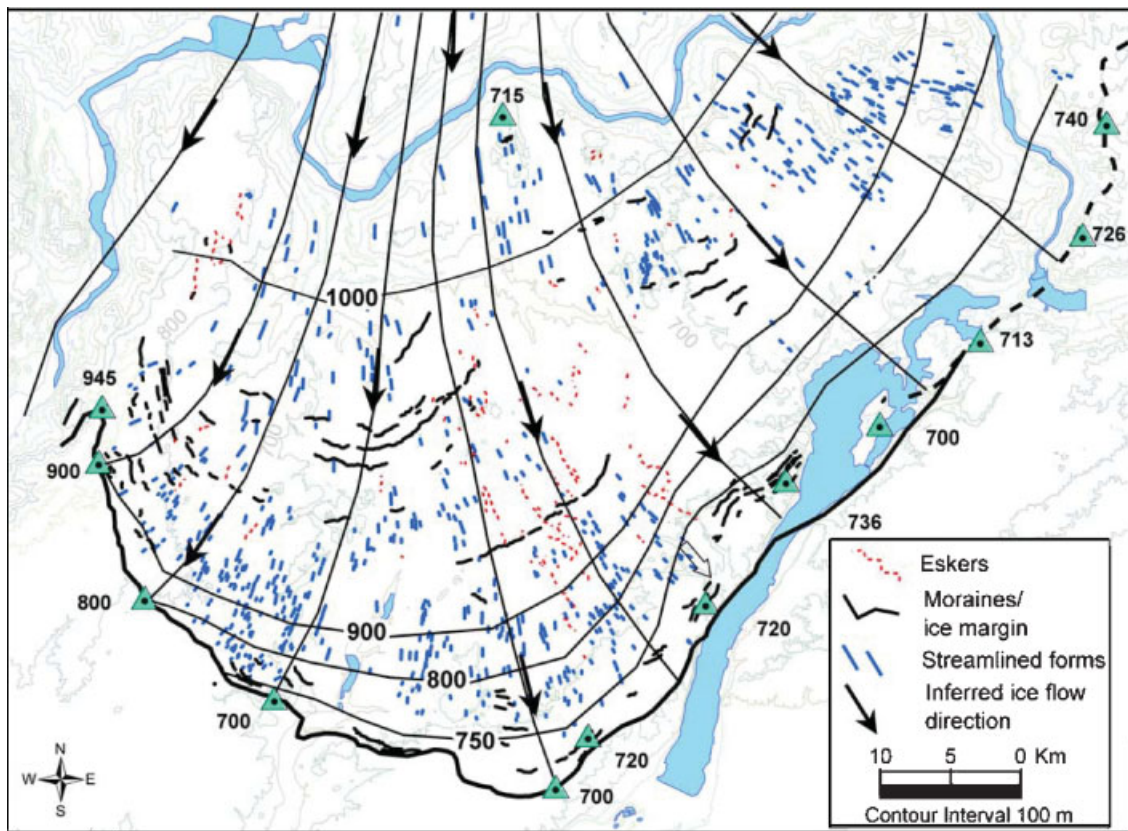 715
740
726
1000
800
700
713
945
700
900
736
800
900
720
800
700
750
720
700
Eskers
Moraines/
ice margin
Streamlined forms
Inferred ice flow
direction
10 5 0 Km
Contour Interval 100 m
N
W E
S